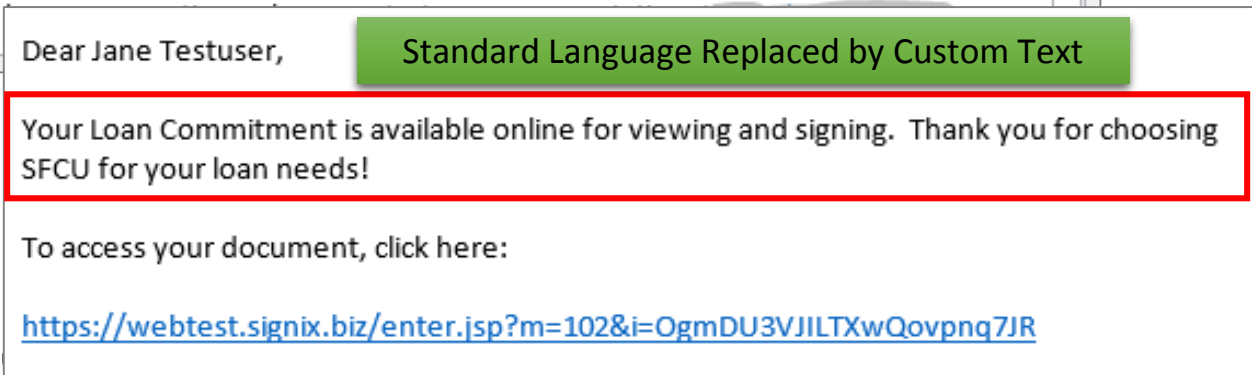 Dear Jane Testuser,
Standard Language Replaced by Custom Text
Your Loan Commitment is available online for viewing and signing.  Thank you for choosing
SFCU for your loan needs!
To access your document, click here:
https://webtest.signix.biz/enter.jsp?m=102&i=OgmDU3VJILTXwQovpnq7JR